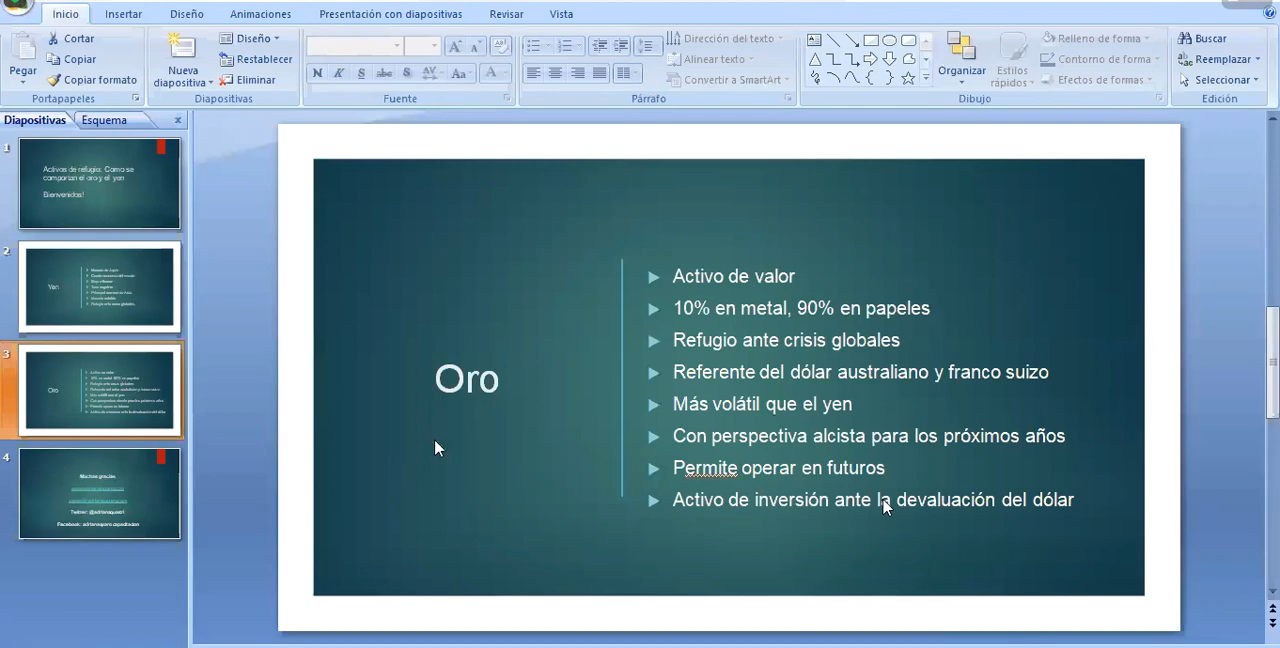 Inicio Insertar Diseño Animaciones Presentación con diapositivas Revisar Vista
Pegar
Cortar
Copiar
Copiar formato
Portapapeles
Nueva
diapositiva
Diseño
Restablecer
Eliminar
Diapositivas
Fuente
Dirección del texto
Alinear texto
Convertir a SmartArt
Párrafo
Organizar
Estilos
rápidos
Relleno de forma
Contorno de forma
Efectos de formas
Dibujo
Buscar
Reemplazar
Seleccionar
Edición
Diapositivas Esquema
1
Activos de refugio: Como se
comportan el oro y el yen
Bienvenidos!
2
Yen
3
Oro
4
Muchas gracias
Oro
Activo de valor
10% en metal, 90% en papeles
Refugio ante crisis globales
Referente del dólar australiano y franco suizo
Más volátil que el yen
Con perspectiva alcista para los próximos años
Permite operar en futuros
Activo de inversión ante la devaluación del dólar